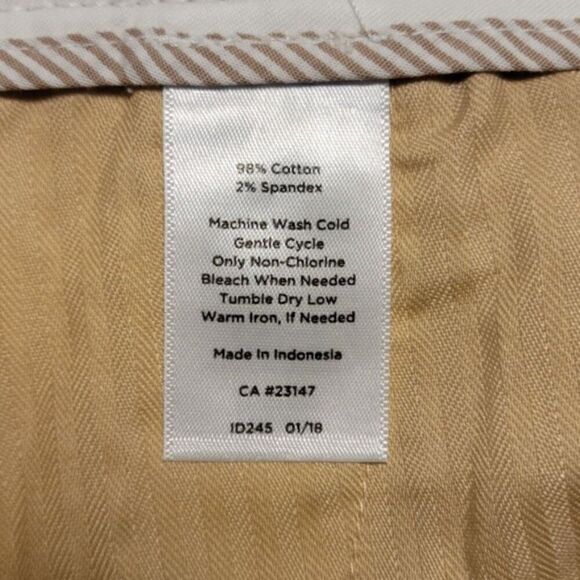 98% Cotton
2% Spandex
Machine Wash Cold
Gentle Cycle
Only Non-Chlorine
Bleach When Needed
Tumble Dry Low
Warm Iron, If Needed
Made In Indonesia
CA #23147
ID245 01/18